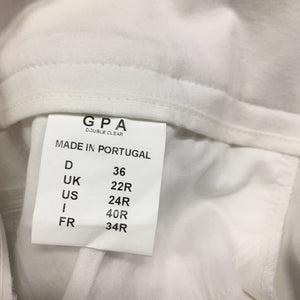 GPA
DOUBLE CLEAR
MADE IN PORTUGAL
D 36
UK 22R
US 24R
I 40R
FR 34R